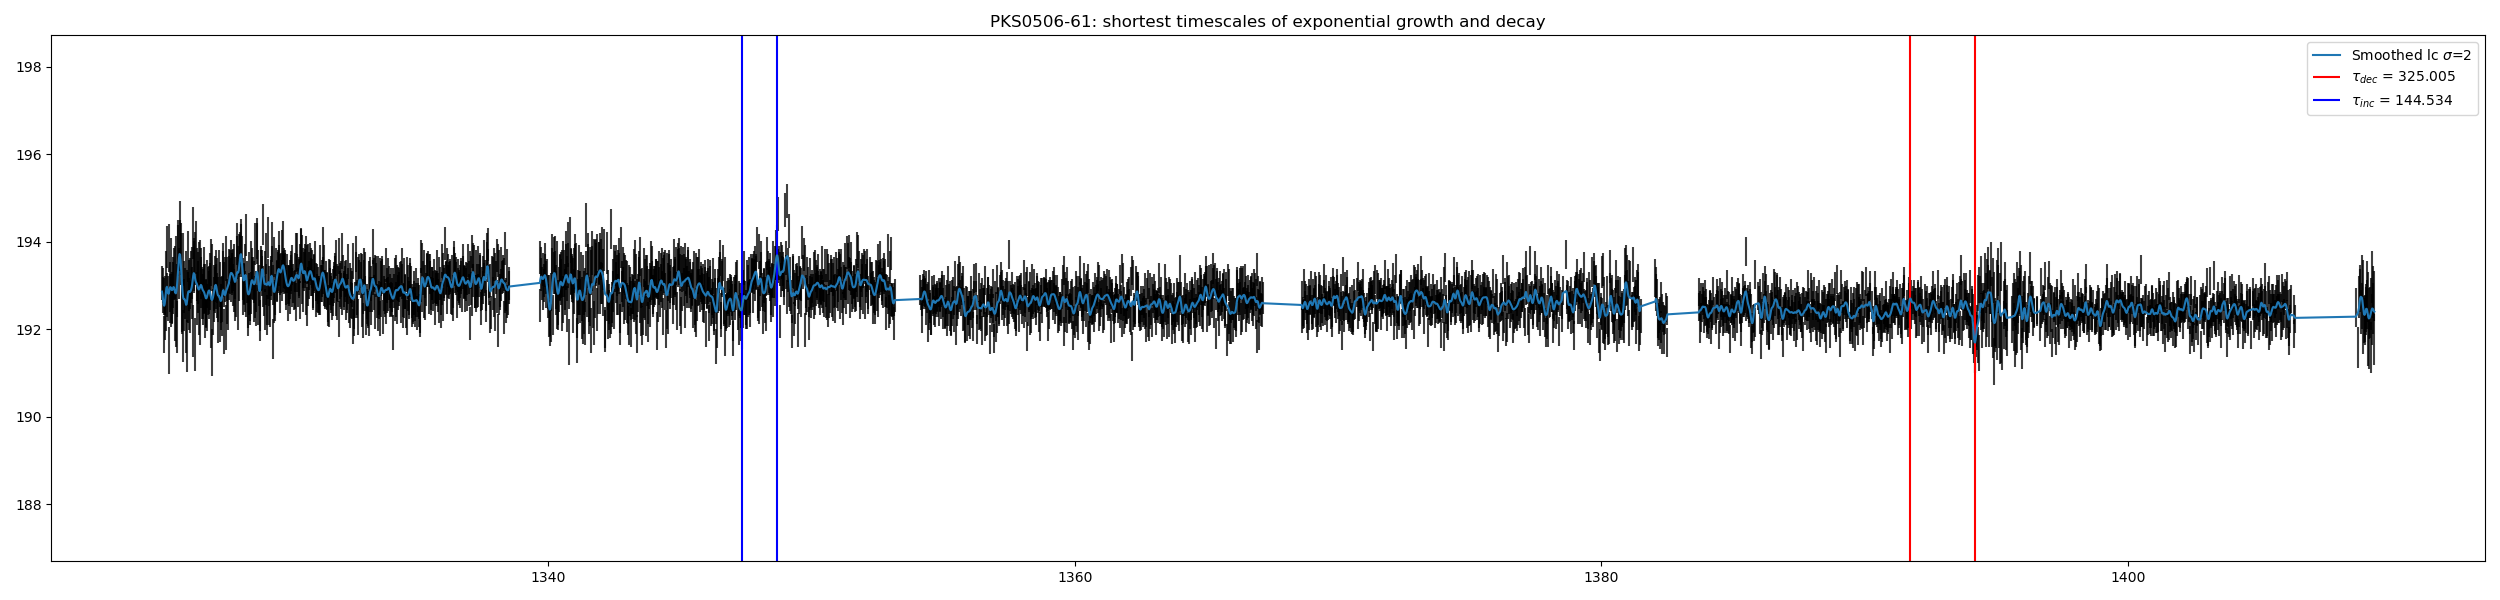 PKS0506-61: shortest timescales of exponential growth and decay
198
196
194
192
190
188
1340
1360
1380
1400
Smoothed lc σ=2
τ_dec = 325.005
τ_inc = 144.534